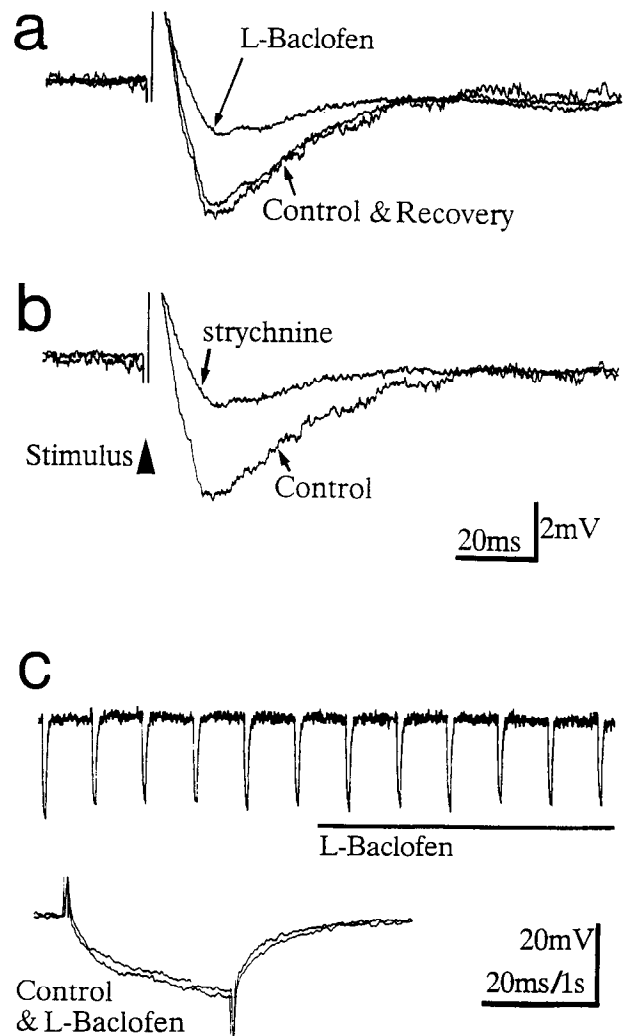 a
L-Baclofen
Control & Recovery
b
strychnine
Stimulus
Control
20ms
2mV
c
L-Baclofen
20mV
20ms/1s
Control
& L-Baclofen